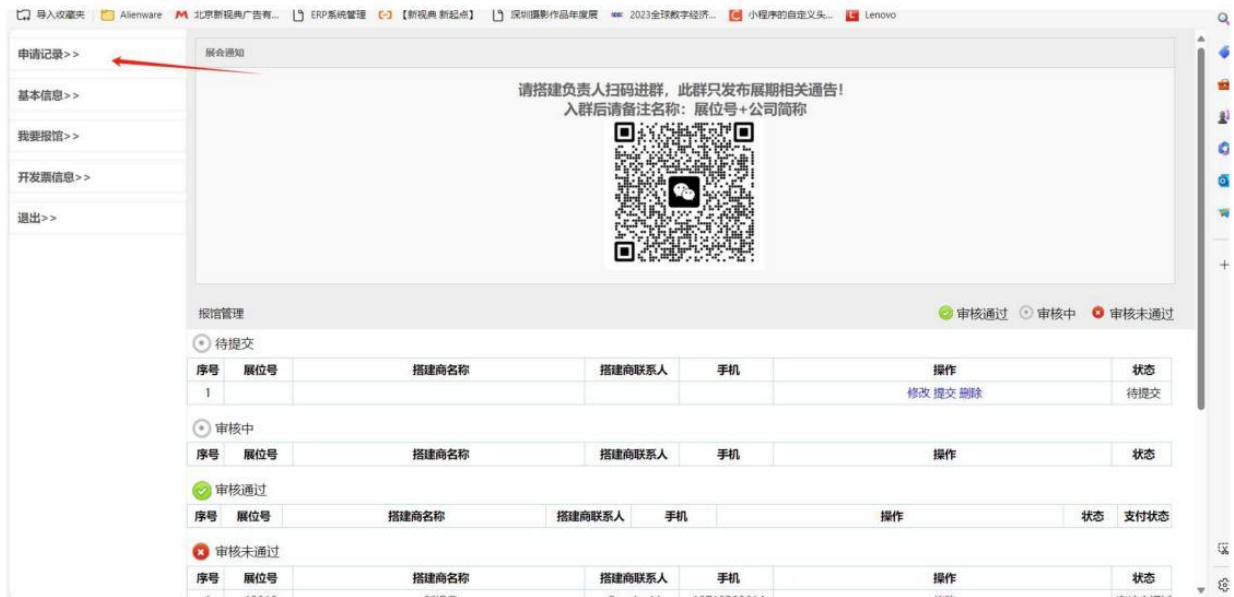 导入收藏夹 Alienware 北京新视典广告有... ERP系统管理 【新视典 新起点】 深圳摄影作品年度展 2023全球数字经济... 小程序的自定义头... Lenovo
申请记录>>
基本信息>>
我要报馆>>
开发票信息>>
退出>>
展会通知
请搭建负责人扫码进群，此群只发布展期相关通告！
入群后请备注名称：展位号+公司简称
报馆管理 审核通过 审核中 审核未通过
待提交
序号 展位号 搭建商名称 搭建商联系人 手机 操作 状态
1 修改 提交 删除 待提交
审核中
序号 展位号 搭建商名称 搭建商联系人 手机 操作 状态
审核通过
序号 展位号 搭建商名称 搭建商联系人 手机 操作 状态 支付状态
审核未通过
序号 展位号 搭建商名称 搭建商联系人 手机 操作 状态